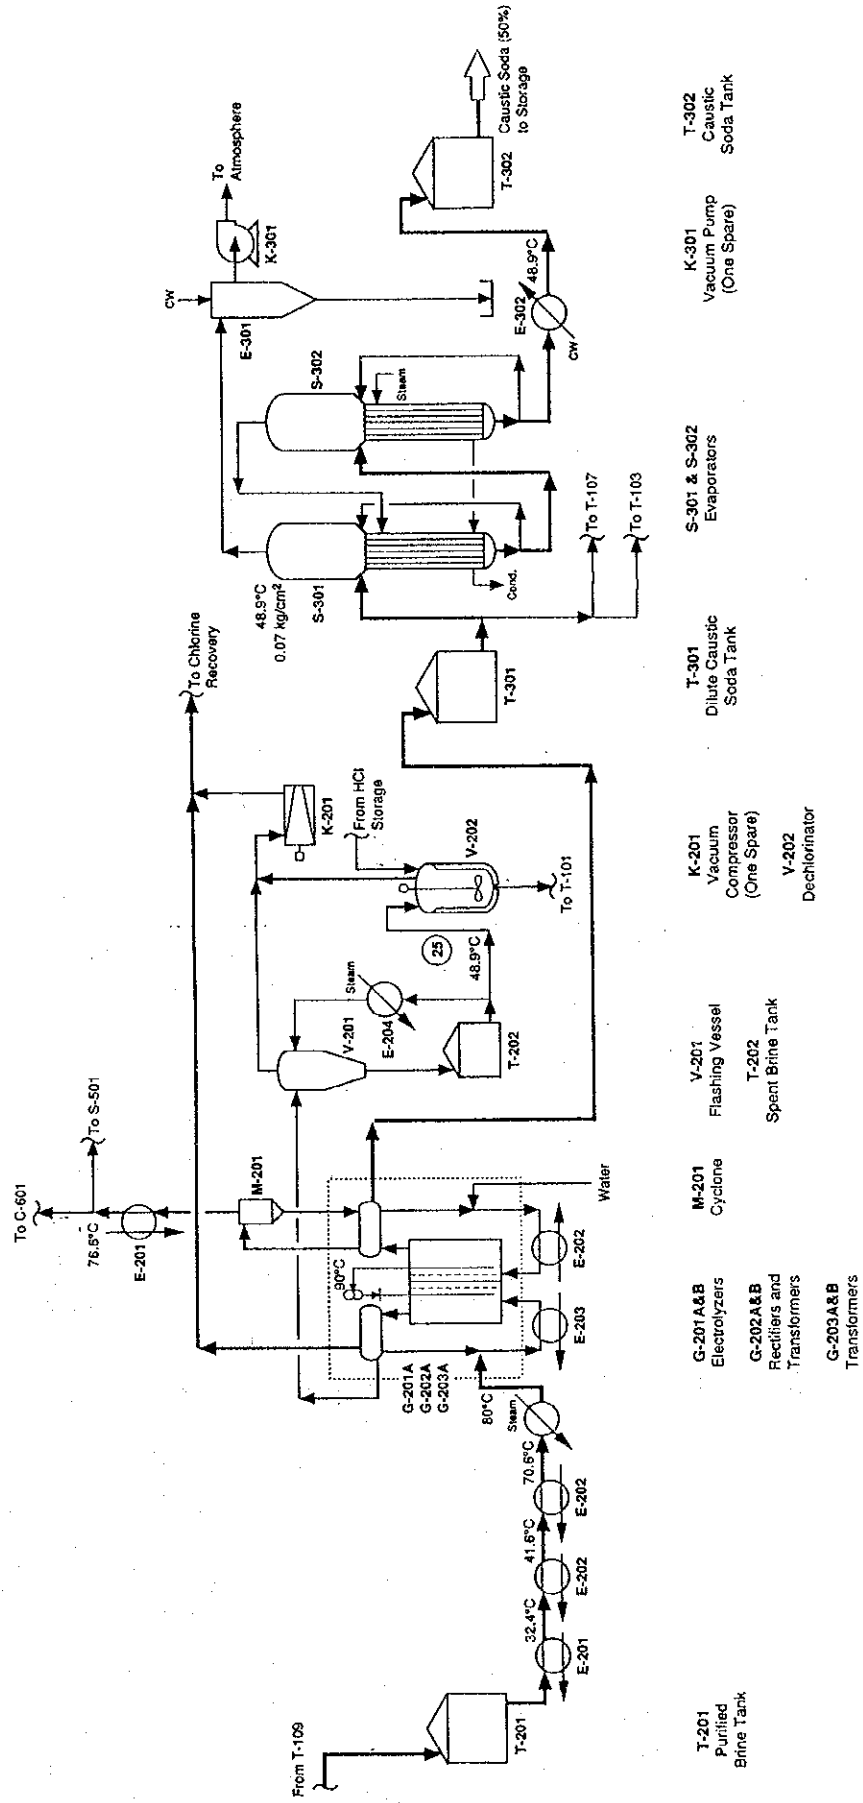 From T-109
T-201
32.4°C
E-201
41.6°C
E-202
70.6°C
E-202
Steam
80°C
G-201A
G-202A
G-203A
90°C
E-203
E-202
Water
M-201
E-201
76.5°C
To C-601
To S-501
V-201
Steam
E-204
T-202
48.9°C
25
V-202
To T-101
From HCl
Storage
K-201
To Chlorine
Recovery
T-301
48.9°C
0.07 kg/cm²
S-301
Cond.
To T-107
To T-103
S-302
Steam
E-301
CW
K-301
To
Atmosphere
E-302
CW
48.9°C
T-302
Caustic Soda (50%)
to Storage
T-201
Purified
Brine Tank
G-201A&B
Electrolyzers
G-202A&B
Rectifiers and
Transformers
G-203A&B
Transformers
M-201
Cyclone
V-201
Flashing Vessel
T-202
Spent Brine Tank
K-201
Vacuum
Compressor
(One Spare)
V-202
Dechlorinator
T-301
Dilute Caustic
Soda Tank
S-301 & S-302
Evaporators
K-301
Vacuum Pump
(One Spare)
T-302
Caustic
Soda Tank